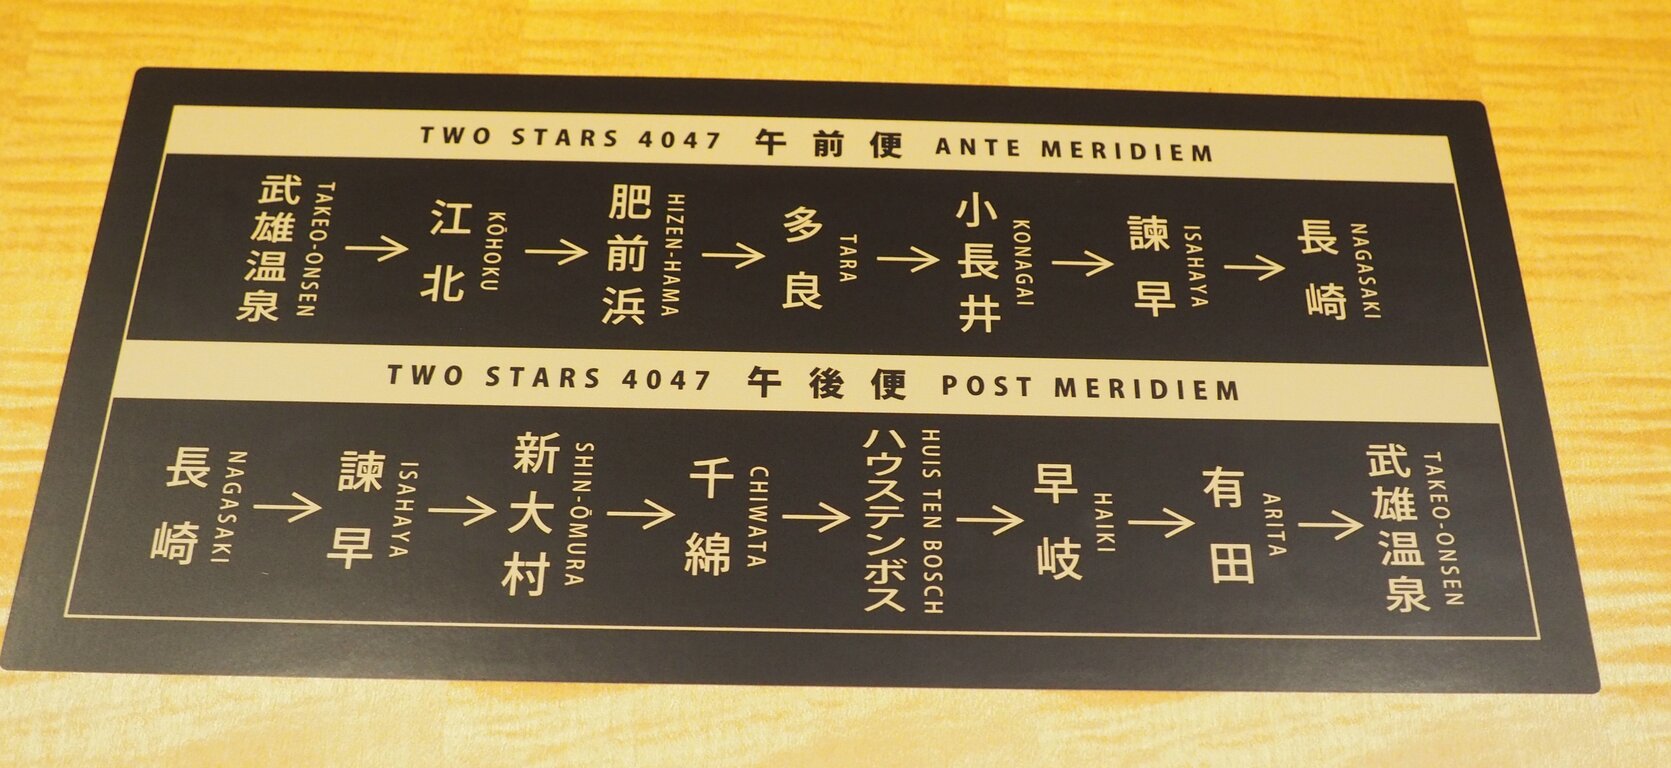 TWO STARS 4047 午前便 ANTE MERIDIEM
武雄温泉 TAKEO-ONSEN → 江北 KŌHOKU → 肥前浜 HIZEN-HAMA → 多良 TARA → 小長井 KONAGAI → 諫早 ISAHAYA → 長崎 NAGASAKI
TWO STARS 4047 午後便 POST MERIDIEM
長崎 NAGASAKI → 諫早 ISAHAYA → 新大村 SHIN-ŌMURA → 千綿 CHIWATA → ハウステンボス HUIS TEN BOSCH → 早岐 HAIKI → 有田 ARITA → 武雄温泉 TAKEO-ONSEN